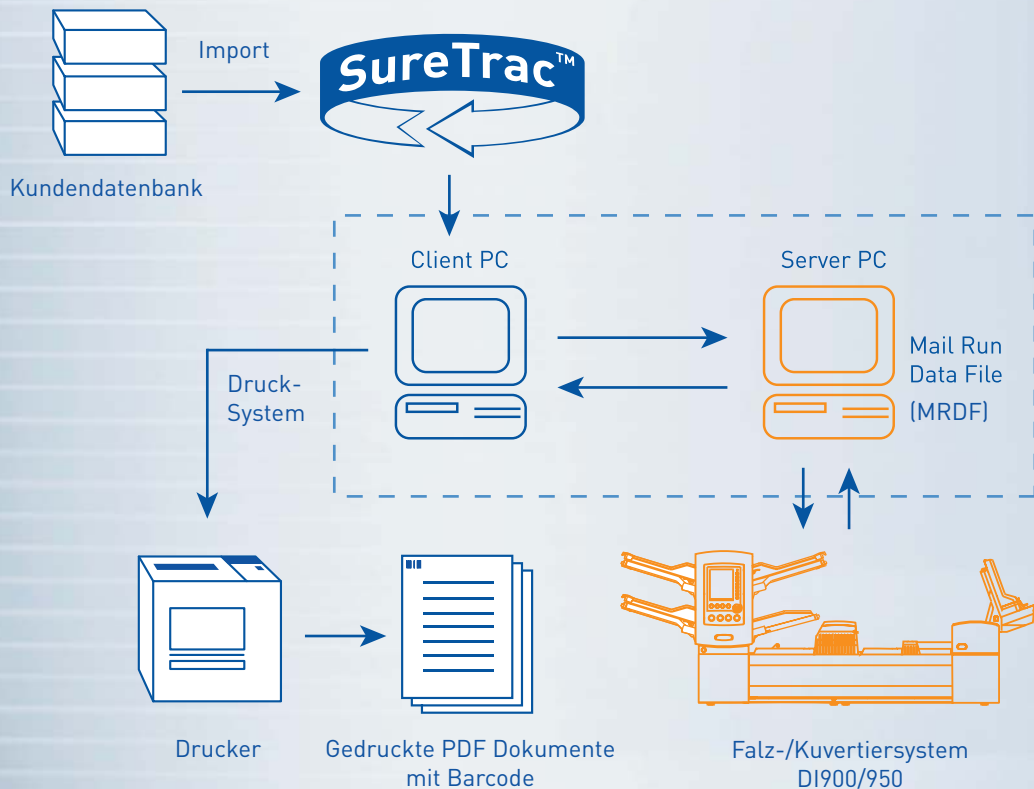 Import
SureTrac™
Kundendatenbank
Client PC
Server PC
Mail Run
Data File
(MRDF)
Druck-
System
Drucker
Gedruckte PDF Dokumente
mit Barcode
Falz-/Kuvertiersystem
DI900/950